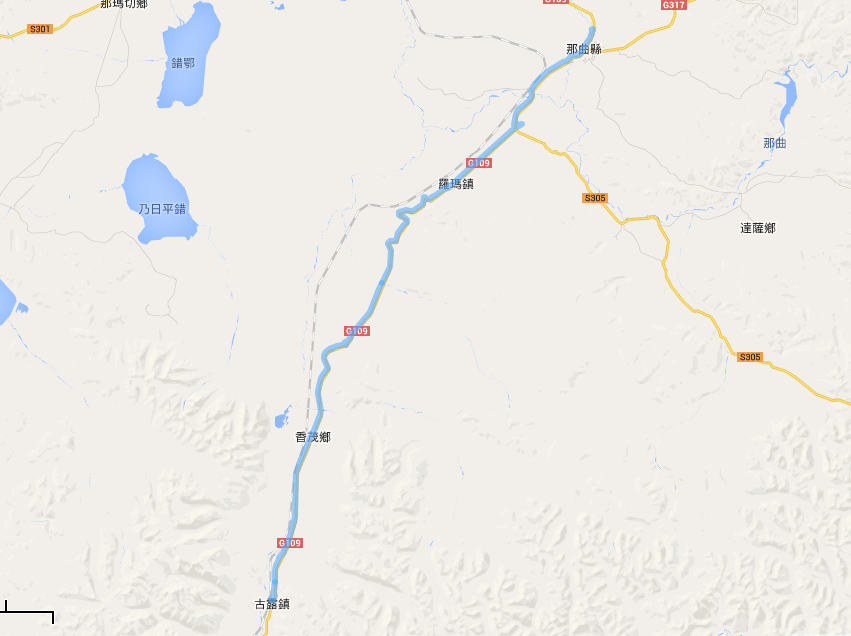 那瑪切鄉
G109
G317
S301
那曲縣
錯鄂
那曲
G109
羅瑪鎮
S305
乃日平錯
達薩鄉
G109
S305
香茂鄉
G109
古露鎮